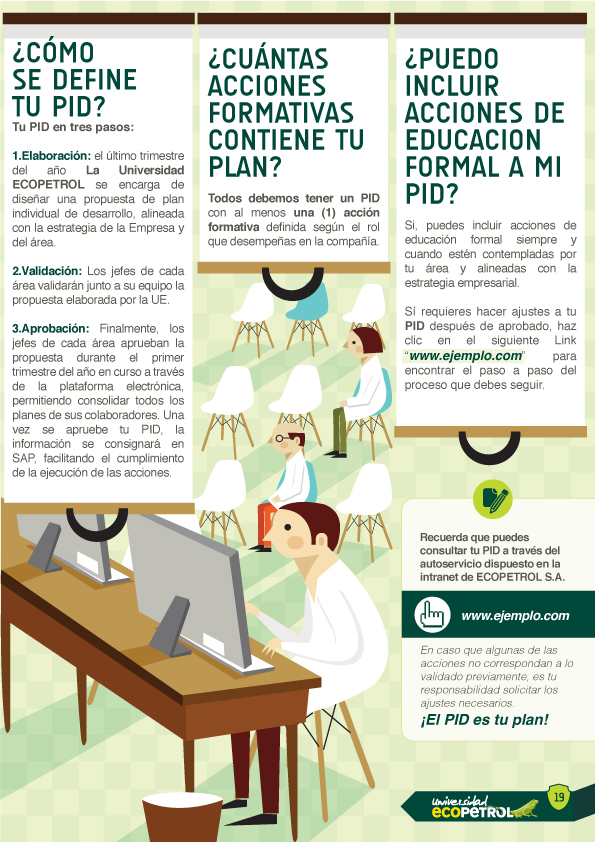 ¿CÓMO
SE DEFINE
TU PID?
Tu PID en tres pasos:
1.Elaboración: el último trimestre
del año La Universidad
ECOPETROL se encarga de
diseñar una propuesta de plan
individual de desarrollo, alineada
con la estrategia de la Empresa y
del área.
2.Validación: Los jefes de cada
área validarán junto a su equipo la
propuesta elaborada por la UE.
3.Aprobación: Finalmente, los
jefes de cada área aprueban la
propuesta durante el primer
trimestre del año en curso a través
de la plataforma electrónica,
permitiendo consolidar todos los
planes de sus colaboradores. Una
vez se apruebe tu PID, la
información se consignará en
SAP, facilitando el cumplimiento
de la ejecución de las acciones.
¿CUÁNTAS
ACCIONES
FORMATIVAS
CONTIENE TU
PLAN?
Todos debemos tener un PID
con al menos una (1) acción
formativa definida según el rol
que desempeñas en la compañía.
¿PUEDO
INCLUIR
ACCIONES DE
EDUCACION
FORMAL A MI
PID?
Si, puedes incluir acciones de
educación formal siempre y
cuando estén contempladas por
tu área y alineadas con la
estrategia empresarial.
Sí requieres hacer ajustes a tu
PID después de aprobado, haz
clic en el siguiente Link
“www.ejemplo.com” para
encontrar el paso a paso del
proceso que debes seguir.
Recuerda que puedes
consultar tu PID a través del
autoservicio dispuesto en la
intranet de ECOPETROL S.A.
www.ejemplo.com
En caso que algunas de las
acciones no correspondan a lo
validado previamente, es tu
responsabilidad solicitar los
ajustes necesarios.
¡El PID es tu plan!
Universidad
ECOPETROL
19